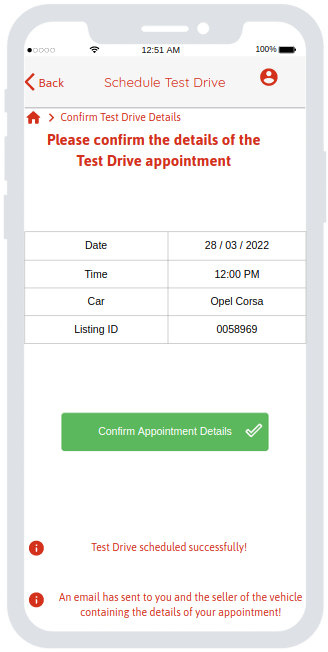 12:51 AM
100%
Back
Schedule Test Drive
Confirm Test Drive Details
Please confirm the details of the
Test Drive appointment
Date 28 / 03 / 2022
Time 12:00 PM
Car Opel Corsa
Listing ID 0058969
Confirm Appointment Details
Test Drive scheduled successfully!
An email has sent to you and the seller of the vehicle
containing the details of your appointment!